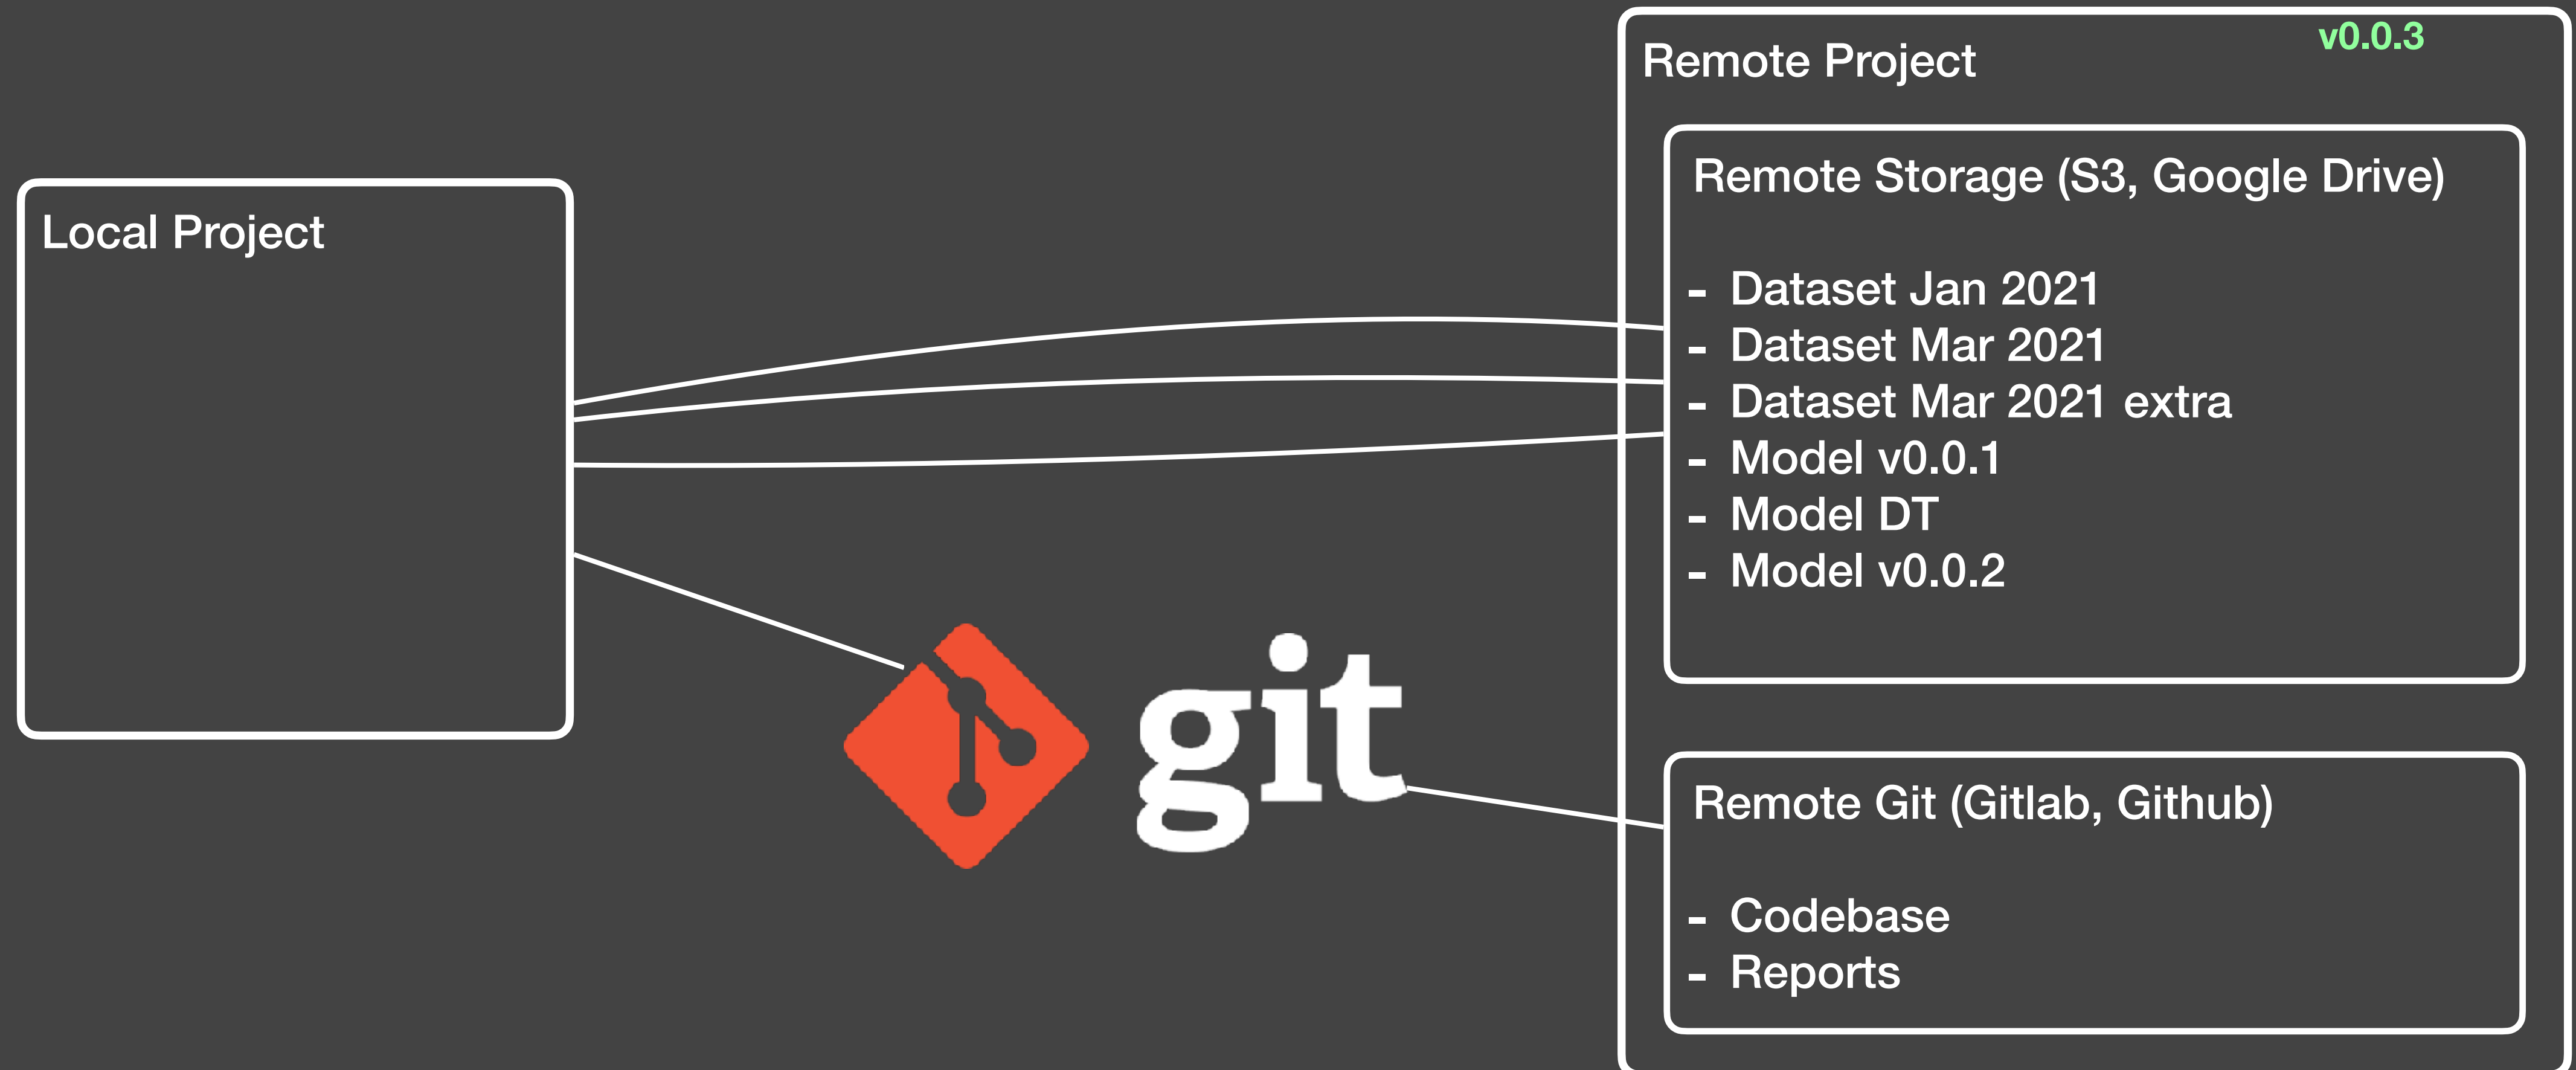 v0.0.3
Remote Project
Remote Storage (S3, Google Drive)
Local Project
- Dataset Jan 2021
- Dataset Mar 2021
- Dataset Mar 2021 extra
- Model v0.0.1
- Model DT
- Model v0.0.2
git
Remote Git (Gitlab, Github)
- Codebase
- Reports